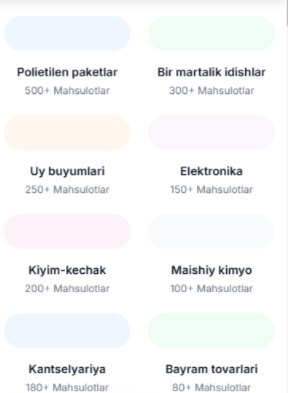 Polietilen paketlar
500+ Mahsulotlar
Bir martalik idishlar
300+ Mahsulotlar
Uy buyumlari
250+ Mahsulotlar
Elektronika
150+ Mahsulotlar
Kiyim-kechak
200+ Mahsulotlar
Maishiy kimyo
100+ Mahsulotlar
Kantselyariya
180+ Mahsulotlar
Bayram tovarlari
80+ Mahsulotlar